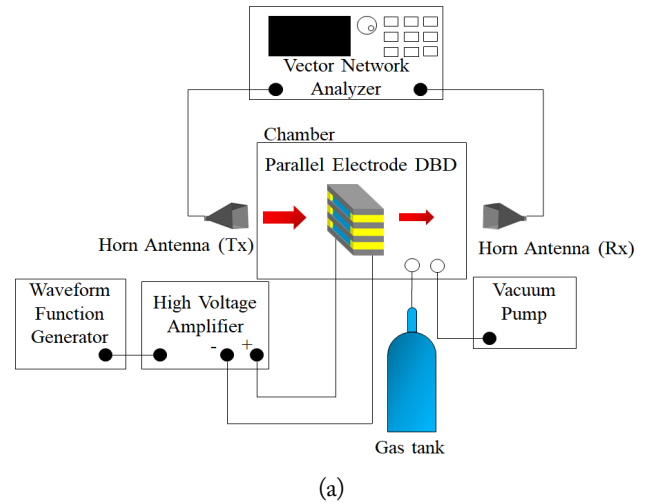 Vector Network
Analyzer
Chamber
Parallel Electrode DBD
Horn Antenna (Tx)
Horn Antenna (Rx)
Waveform
Function
Generator
High Voltage
Amplifier
- +
Vacuum
Pump
Gas tank
(a)